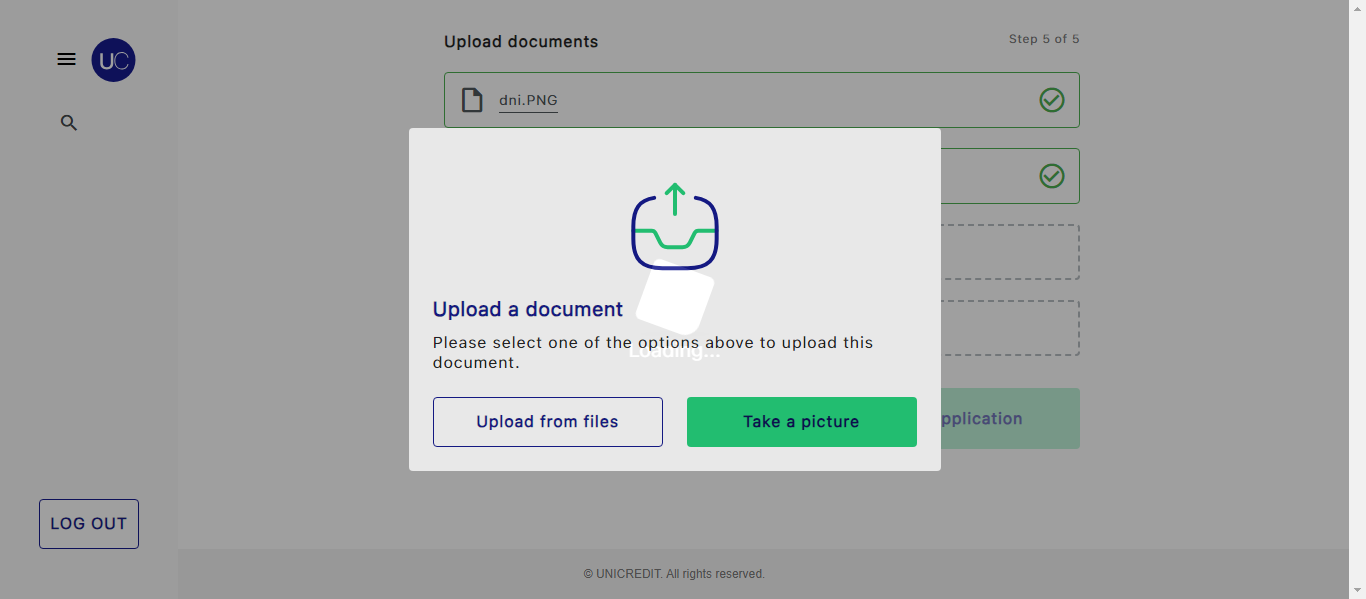 UC
Upload documents
Step 5 of 5
dni.PNG
Upload a document
Loading...
Please select one of the options above to upload this
document.
Upload from files
Take a picture
pplication
LOG OUT
© UNICREDIT. All rights reserved.